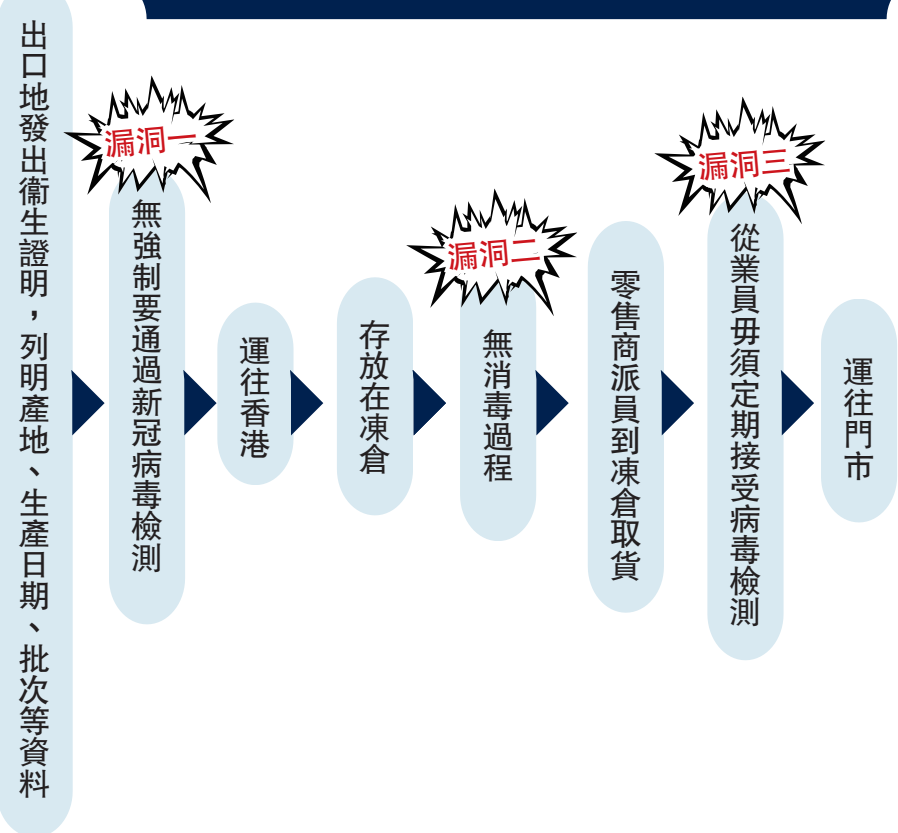 出口地發出衞生證明，列明產地、生產日期、批次等資料
漏洞一
無強制要通過新冠病毒檢測
運往香港
存放在凍倉
漏洞二
無消毒過程
零售商派員到凍倉取貨
漏洞三
從業員毋須定期接受病毒檢測
運往門市